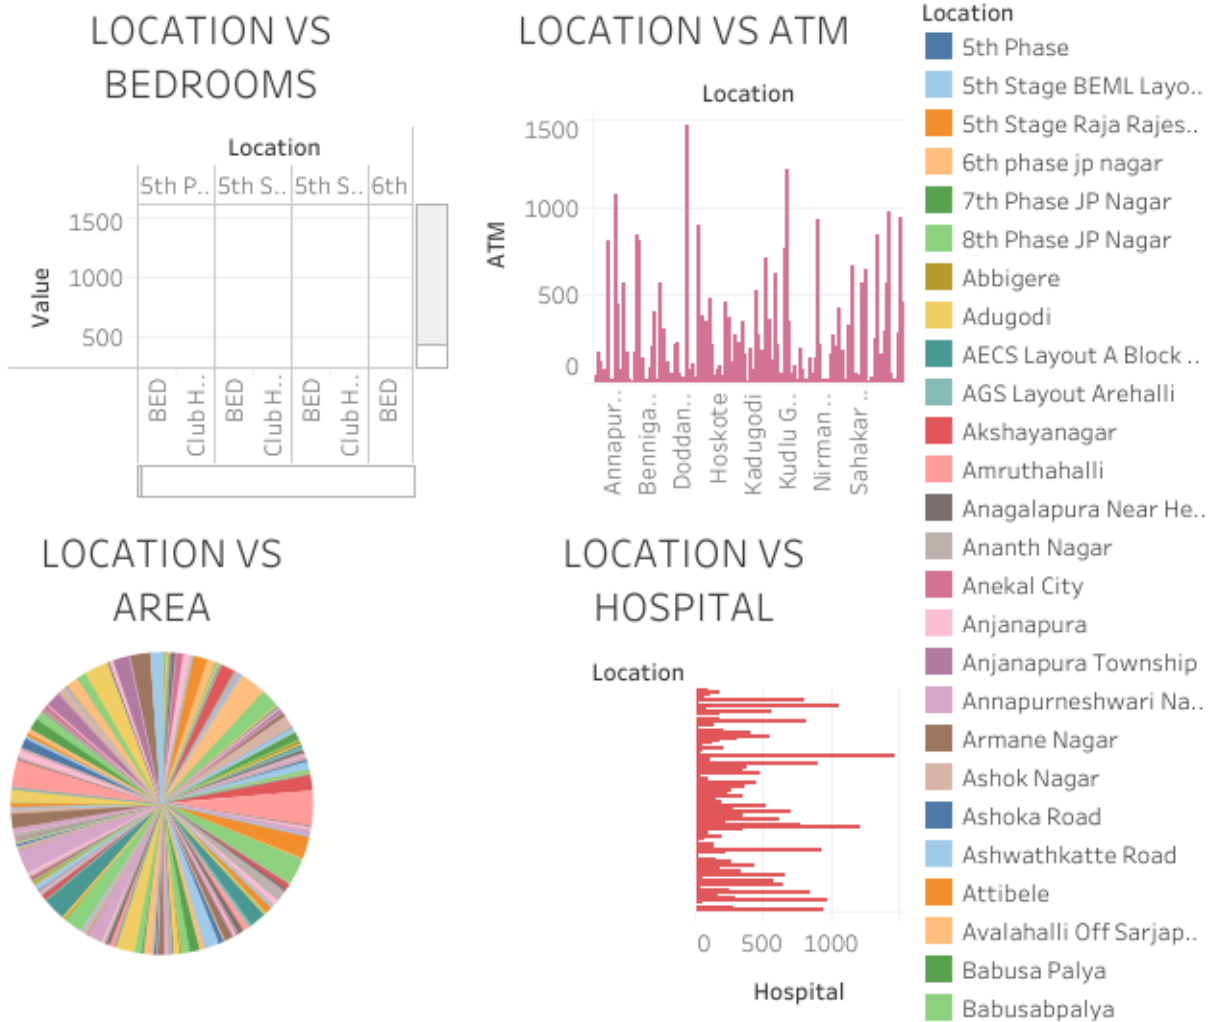 LOCATION VS
BEDROOMS
Location
5th P.. 5th S.. 5th S.. 6th
1500
1000
500
Value
BED
Club H..
BED
Club H..
BED
Club H..
BED
LOCATION VS ATM
Location
1500
1000
500
0
ATM
Annapur..
Benniga..
Doddan..
Hoskote
Kadugodi
Kudlu G..
Nirman ..
Sahakar ..
LOCATION VS
AREA
LOCATION VS
HOSPITAL
Location
0 500 1000
Hospital
Location
5th Phase
5th Stage BEML Layo..
5th Stage Raja Rajes..
6th phase jp nagar
7th Phase JP Nagar
8th Phase JP Nagar
Abbigere
Adugodi
AECS Layout A Block ..
AGS Layout Arehalli
Akshayanagar
Amruthahalli
Anagalapura Near He..
Ananth Nagar
Anekal City
Anjanapura
Anjanapura Township
Annapurneshwari Na..
Armane Nagar
Ashok Nagar
Ashoka Road
Ashwathkatte Road
Attibele
Avalahalli Off Sarjap..
Babusa Palya
Babusabpalya